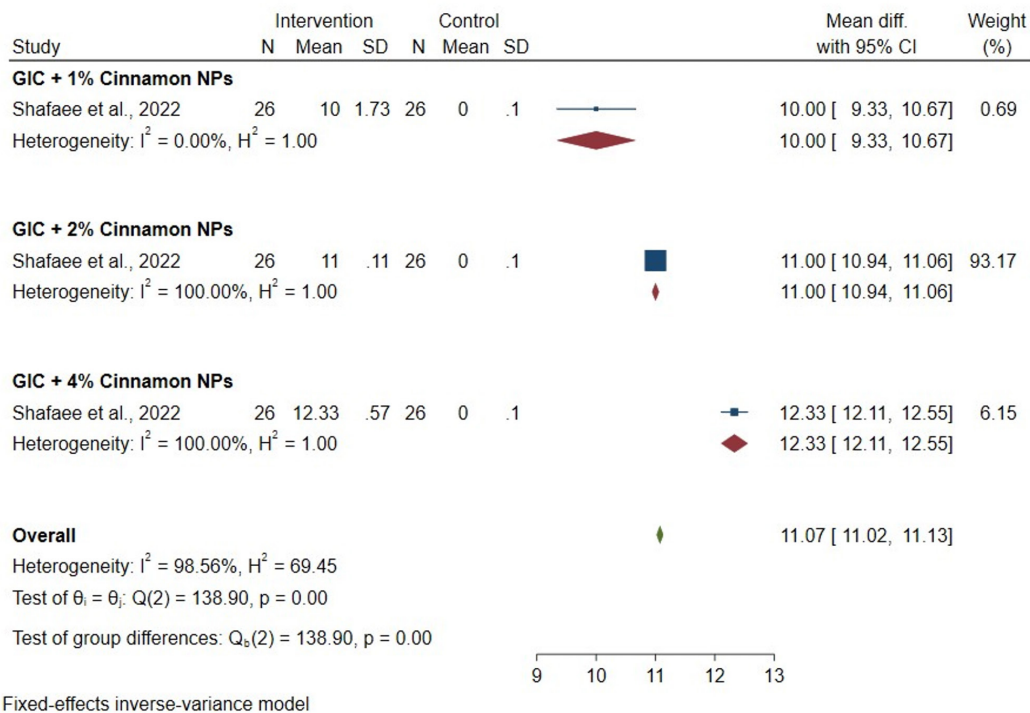 Intervention Control Mean diff. Weight
Study N Mean SD N Mean SD with 95% CI (%)
GIC + 1% Cinnamon NPs
Shafaee et al., 2022 26 10 1.73 26 0 .1 10.00 [ 9.33, 10.67] 0.69
Heterogeneity: I² = 0.00%, H² = 1.00 10.00 [ 9.33, 10.67]
GIC + 2% Cinnamon NPs
Shafaee et al., 2022 26 11 .11 26 0 .1 11.00 [10.94, 11.06] 93.17
Heterogeneity: I² = 100.00%, H² = 1.00 11.00 [10.94, 11.06]
GIC + 4% Cinnamon NPs
Shafaee et al., 2022 26 12.33 .57 26 0 .1 12.33 [12.11, 12.55] 6.15
Heterogeneity: I² = 100.00%, H² = 1.00 12.33 [12.11, 12.55]
Overall 11.07 [11.02, 11.13]
Heterogeneity: I² = 98.56%, H² = 69.45
Test of θᵢ = θⱼ: Q(2) = 138.90, p = 0.00
Test of group differences: Q_b(2) = 138.90, p = 0.00
9 10 11 12 13
Fixed-effects inverse-variance model